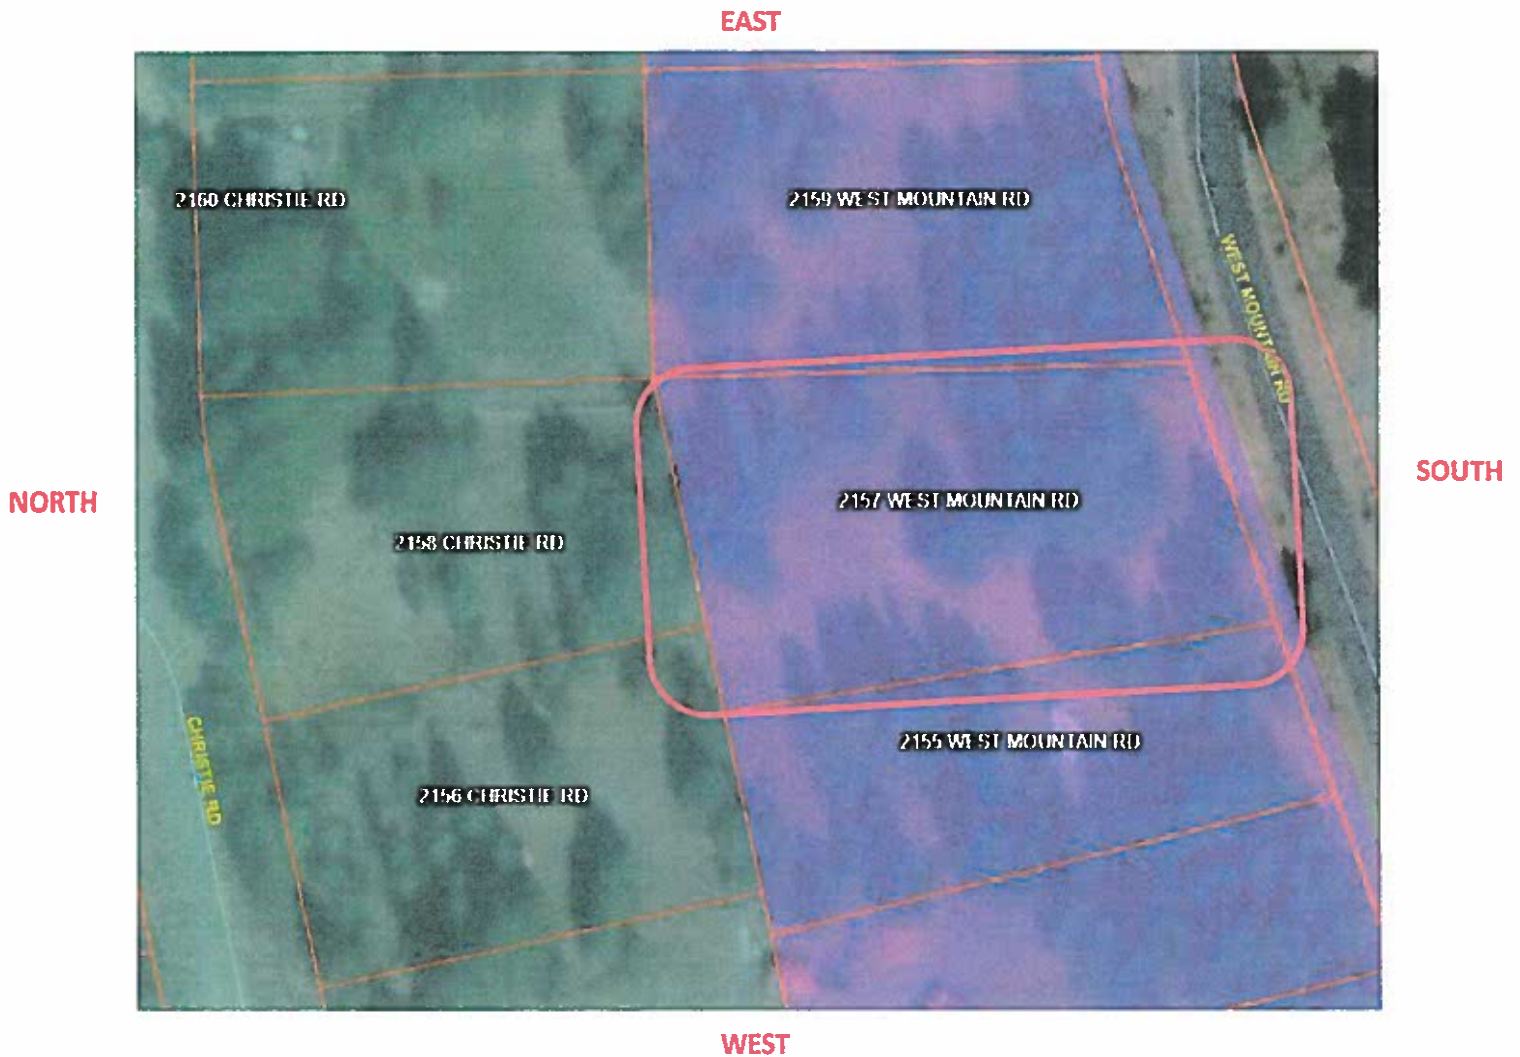 EAST
2160 CHRISTIE RD
2159 WEST MOUNTAIN RD
WEST MOUNTAIN RD
NORTH
SOUTH
2157 WEST MOUNTAIN RD
2158 CHRISTIE RD
2155 WEST MOUNTAIN RD
CHRISTIE RD
2156 CHRISTIE RD
WEST